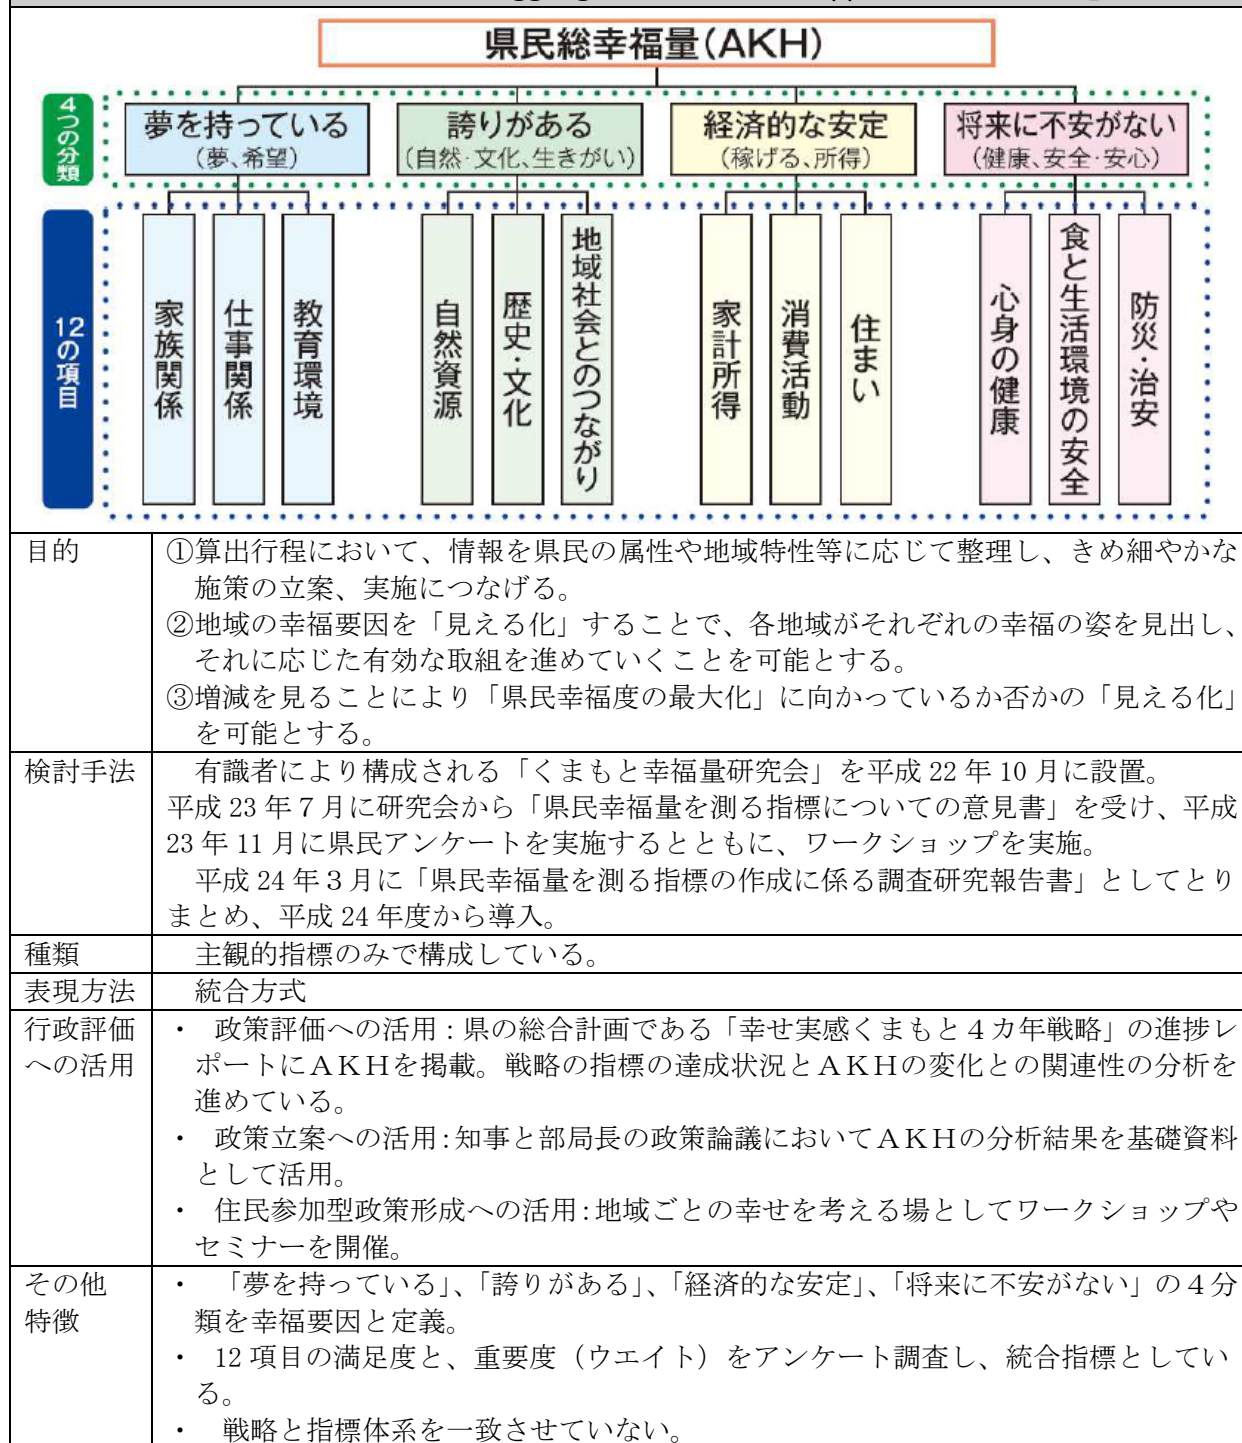 県民総幸福量(AKH)
4つの分類
夢を持っている
(夢、希望)
誇りがある
(自然・文化、生きがい)
経済的な安定
(稼げる、所得)
将来に不安がない
(健康、安全・安心)
12の項目
家族関係
仕事関係
教育環境
自然資源
歴史・文化
地域社会とのつながり
家計所得
消費活動
住まい
心身の健康
食と生活環境の安全
防災・治安
目的
①算出行程において、情報を県民の属性や地域特性等に応じて整理し、きめ細やかな
施策の立案、実施につなげる。
②地域の幸福要因を「見える化」することで、各地域がそれぞれの幸福の姿を見出し、
それに応じた有効な取組を進めていくことを可能とする。
③増減を見ることにより「県民幸福度の最大化」に向かっているか否かの「見える化」
を可能とする。
検討手法
有識者により構成される「くまもと幸福量研究会」を平成 22 年 10 月に設置。
平成 23 年７月に研究会から「県民幸福量を測る指標についての意見書」を受け、平成
23 年 11 月に県民アンケートを実施するとともに、ワークショップを実施。
平成 24 年３月に「県民幸福量を測る指標の作成に係る調査研究報告書」としてとり
まとめ、平成 24 年度から導入。
種類
主観的指標のみで構成している。
表現方法
統合方式
行政評価
への活用
・ 政策評価への活用：県の総合計画である「幸せ実感くまもと４カ年戦略」の進捗レ
ポートにＡＫＨを掲載。戦略の指標の達成状況とＡＫＨの変化との関連性の分析を
進めている。
・ 政策立案への活用：知事と部局長の政策論議においてＡＫＨの分析結果を基礎資料
として活用。
・ 住民参加型政策形成への活用：地域ごとの幸せを考える場としてワークショップや
セミナーを開催。
その他
特徴
・ 「夢を持っている」、「誇りがある」、「経済的な安定」、「将来に不安がない」の４分
類を幸福要因と定義。
・ 12 項目の満足度と、重要度（ウエイト）をアンケート調査し、統合指標としてい
る。
・ 戦略と指標体系を一致させていない。